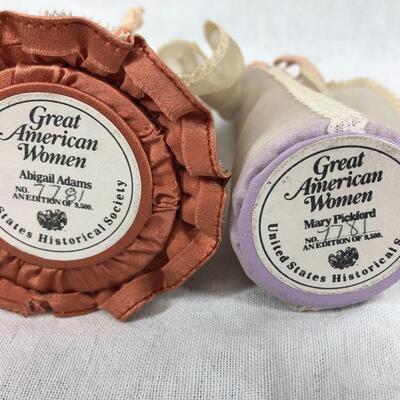 Great
American
Women
Abigail Adams
NO. 7781
AN EDITION OF 9,500.
States Historical Society
Great
American
Women
Mary Pickford
NO. 7781
AN EDITION OF 9,500.
United States Historical S